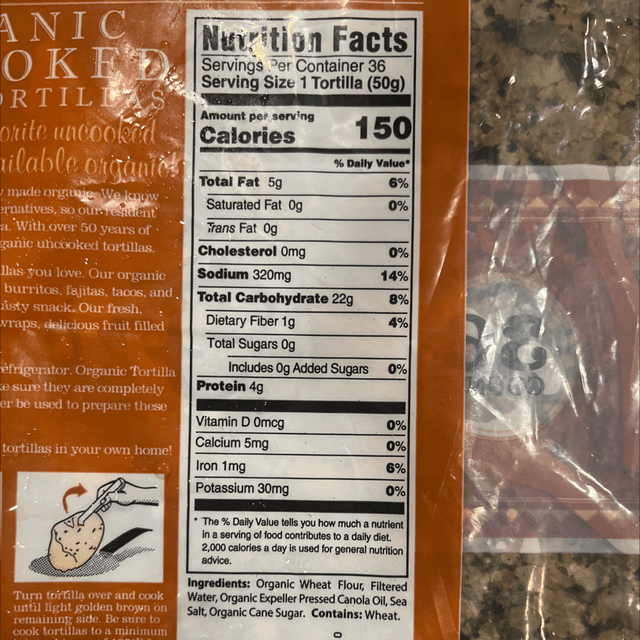 ANIC
OKED
ORTILLAS
orite uncooked
ailable organic!
made organic. We know
ernatives, so our resident
a. With over 50 years of
ganic uncooked tortillas.
llas you love. Our organic
burritos, fajitas, tacos, and
asty snack. Our fresh,
wraps, delicious fruit filled
efrigerator. Organic Tortilla
e sure they are completely
er be used to prepare these
tortillas in your own home!
Turn tortilla over and cook
until light golden brown on
remaining side. Be sure to
cook tortillas to a minimum
Nutrition Facts
Servings Per Container 36
Serving Size 1 Tortilla (50g)
Amount per serving
Calories 150
% Daily Value*
Total Fat 5g 6%
Saturated Fat 0g 0%
Trans Fat 0g
Cholesterol 0mg 0%
Sodium 320mg 14%
Total Carbohydrate 22g 8%
Dietary Fiber 1g 4%
Total Sugars 0g
Includes 0g Added Sugars 0%
Protein 4g
Vitamin D 0mcg 0%
Calcium 5mg 0%
Iron 1mg 6%
Potassium 30mg 0%
* The % Daily Value tells you how much a nutrient
in a serving of food contributes to a daily diet.
2,000 calories a day is used for general nutrition
advice.
Ingredients: Organic Wheat Flour, Filtered
Water, Organic Expeller Pressed Canola Oil, Sea
Salt, Organic Cane Sugar. Contains: Wheat.